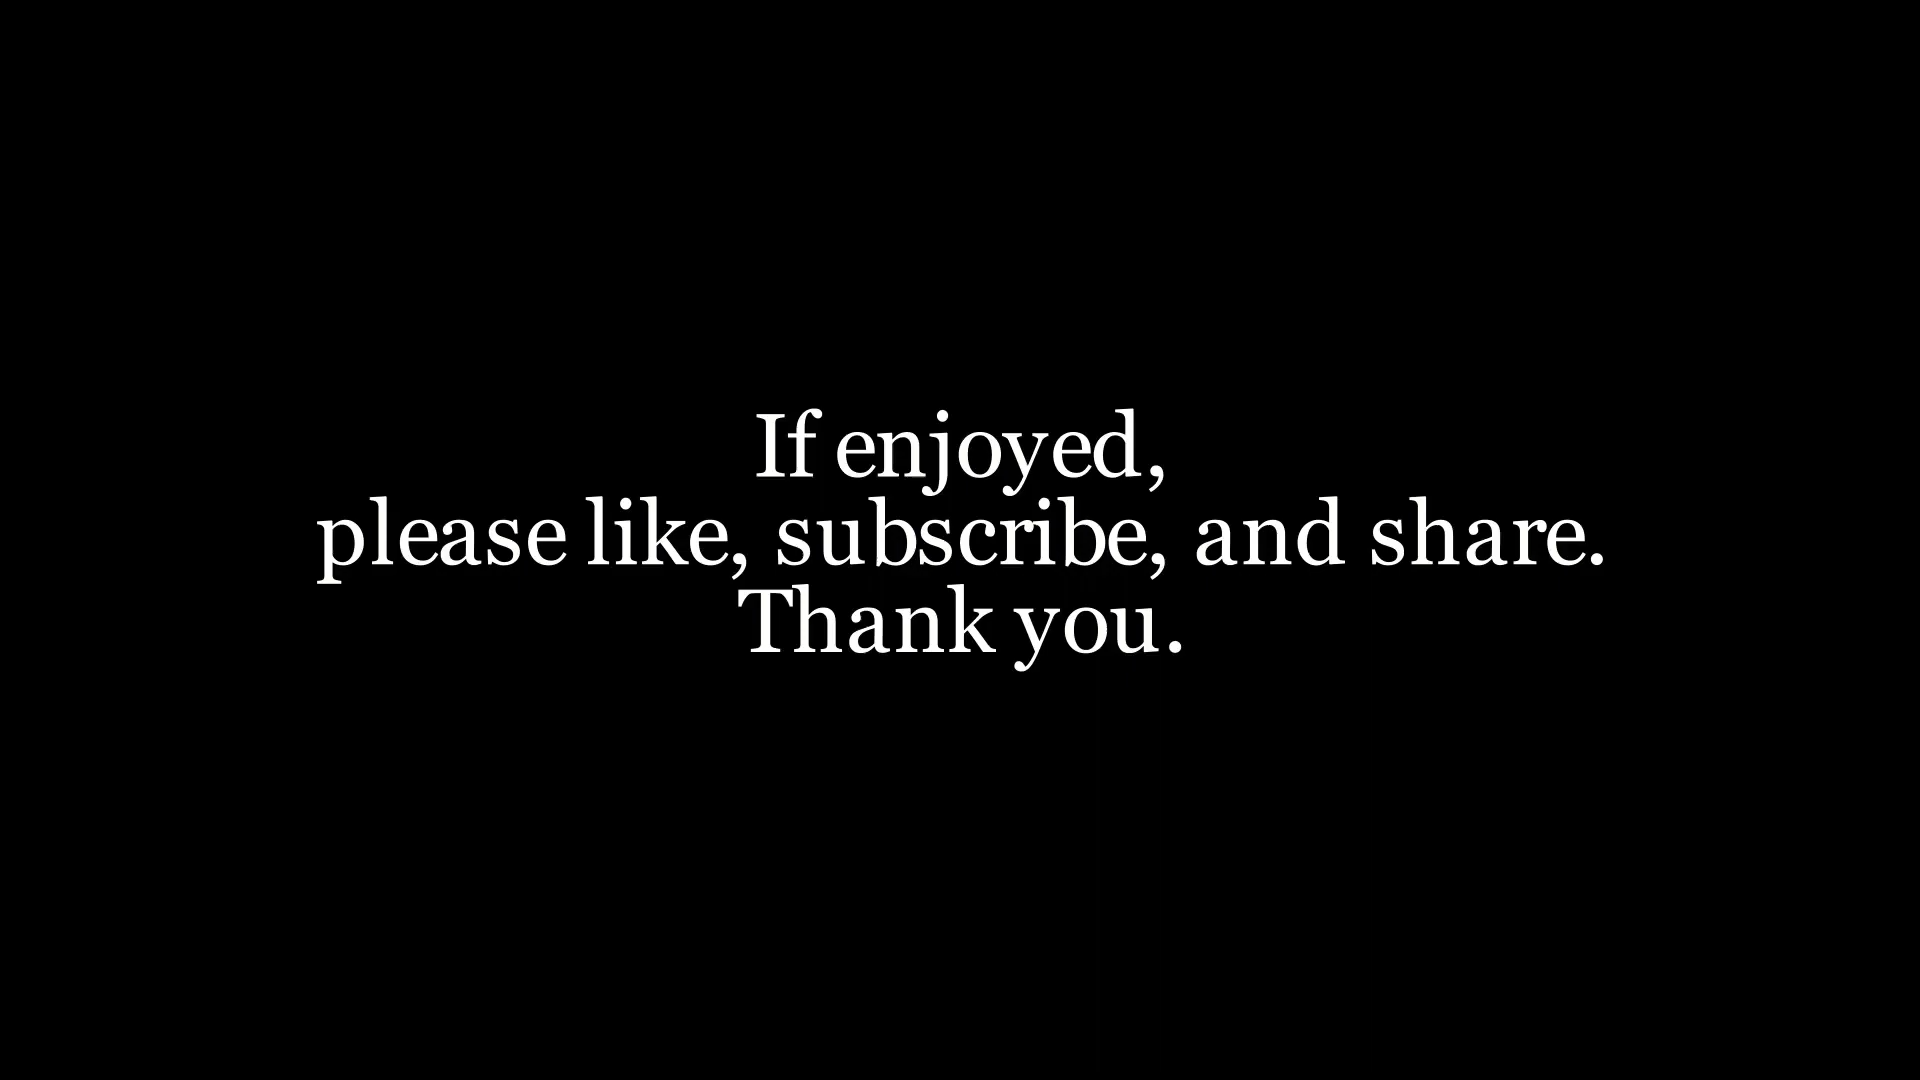 If enjoyed,
please like, subscribe, and share.
Thank you.